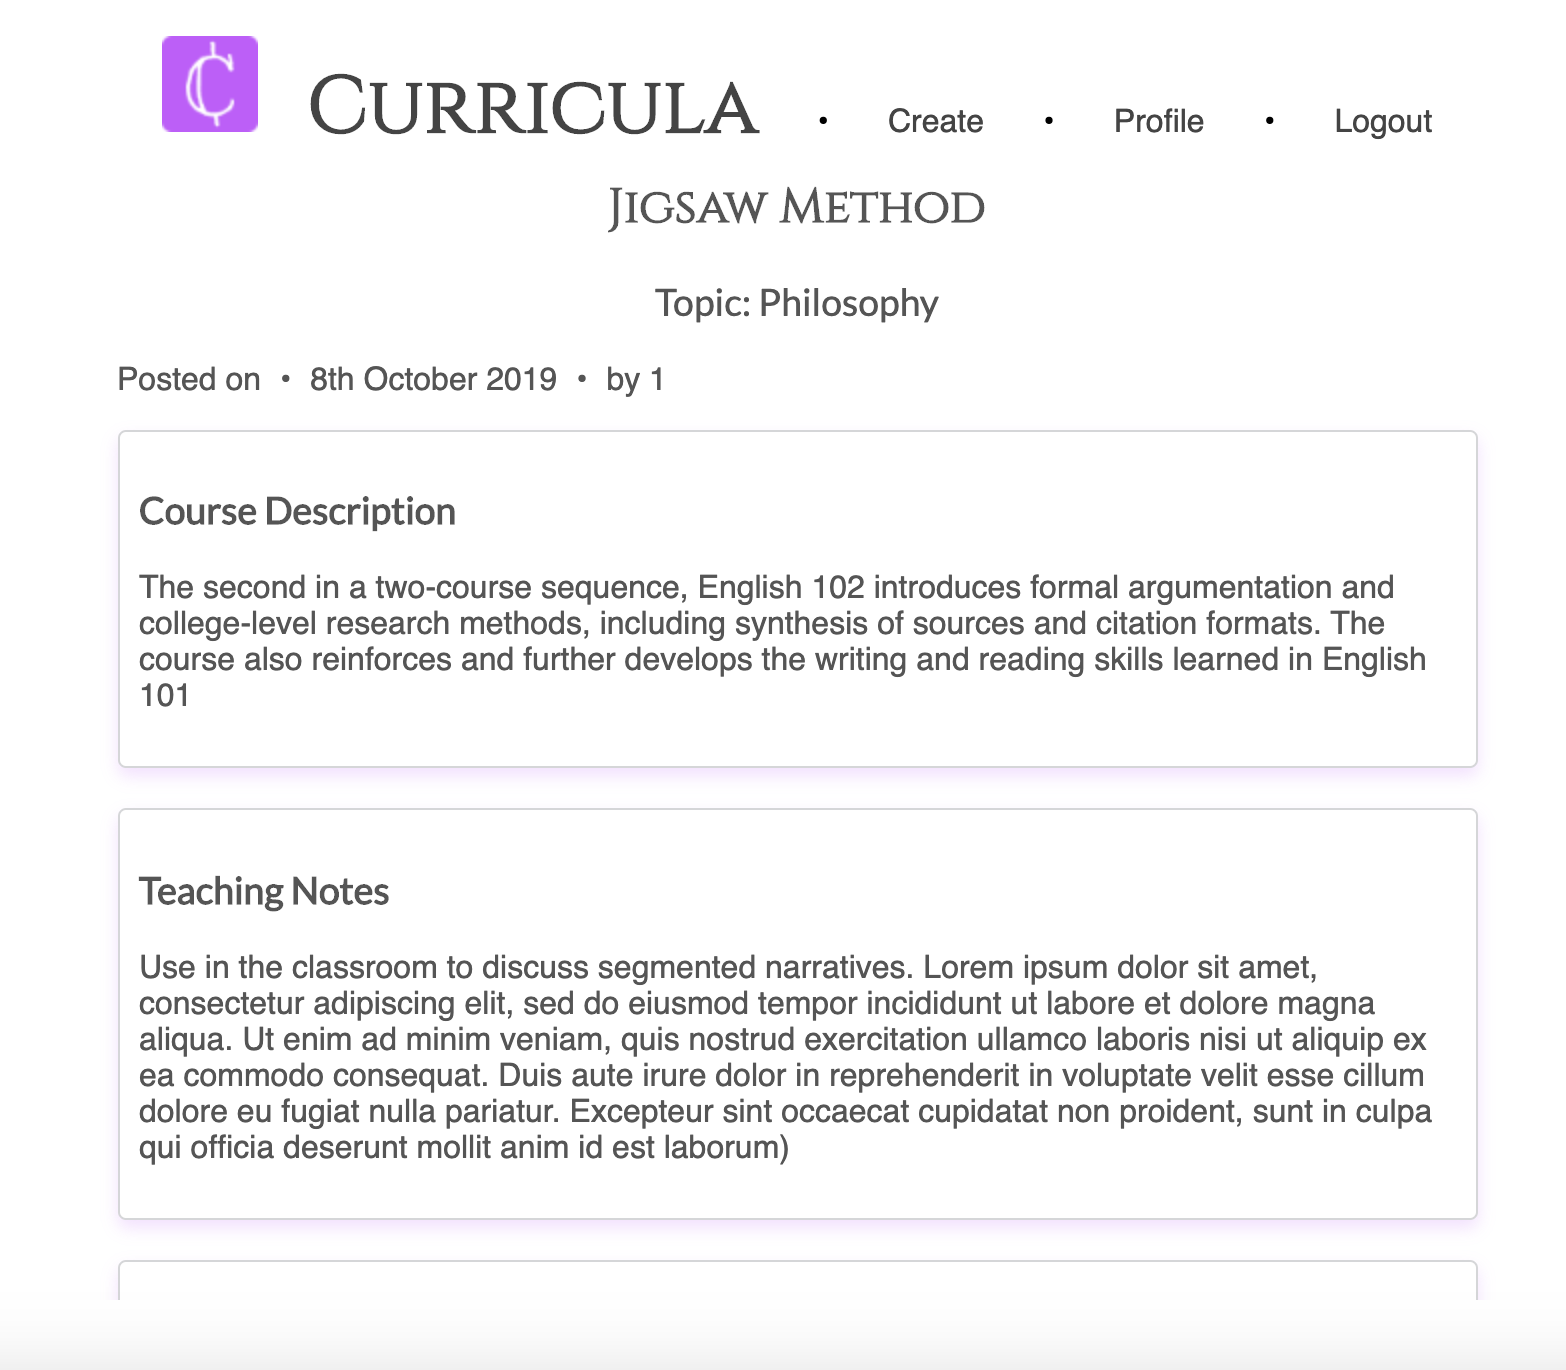 C Curricula • Create • Profile • Logout
Jigsaw Method
Topic: Philosophy
Posted on • 8th October 2019 • by 1
Course Description
The second in a two-course sequence, English 102 introduces formal argumentation and
college-level research methods, including synthesis of sources and citation formats. The
course also reinforces and further develops the writing and reading skills learned in English
101
Teaching Notes
Use in the classroom to discuss segmented narratives. Lorem ipsum dolor sit amet,
consectetur adipiscing elit, sed do eiusmod tempor incididunt ut labore et dolore magna
aliqua. Ut enim ad minim veniam, quis nostrud exercitation ullamco laboris nisi ut aliquip ex
ea commodo consequat. Duis aute irure dolor in reprehenderit in voluptate velit esse cillum
dolore eu fugiat nulla pariatur. Excepteur sint occaecat cupidatat non proident, sunt in culpa
qui officia deserunt mollit anim id est laborum)